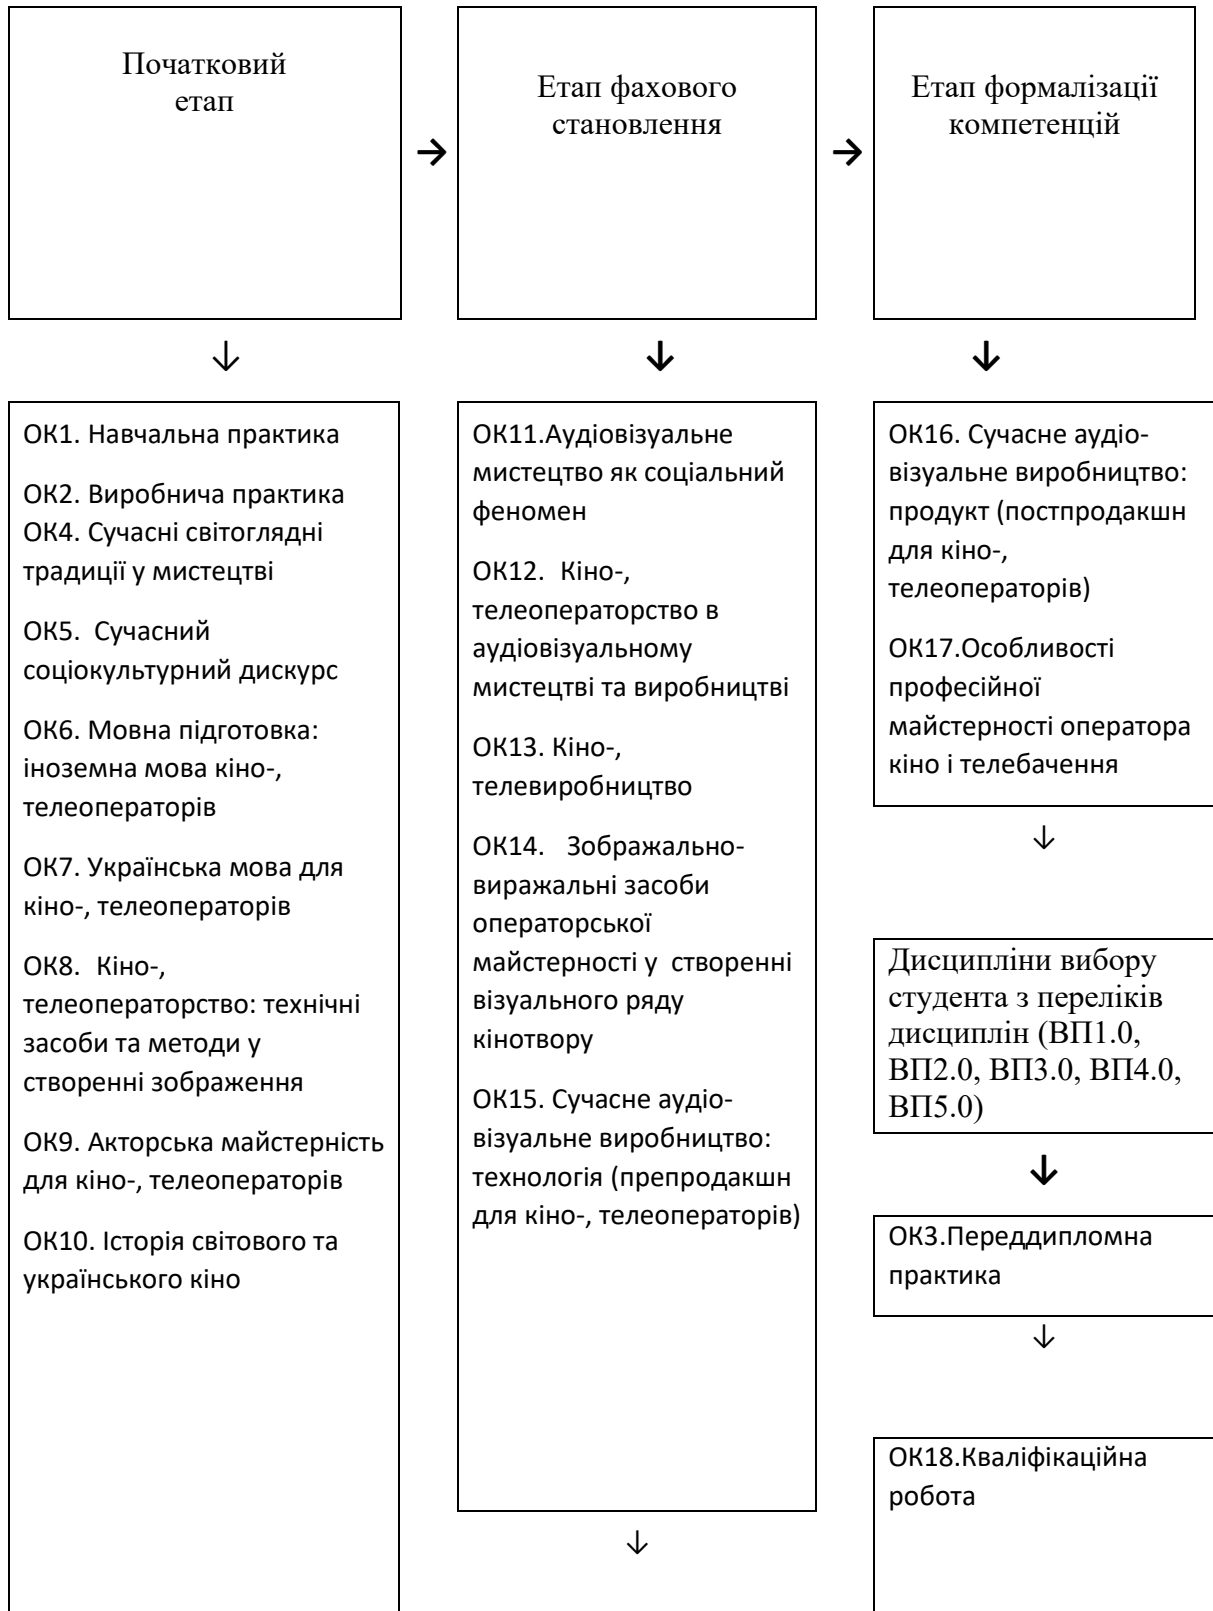 Початковий
етап
→
Етап фахового
становлення
→
Етап формалізації
компетенцій
↓
↓
↓
ОК1. Навчальна практика
ОК2. Виробнича практика
ОК4. Сучасні світоглядні
традиції у мистецтві
ОК5. Сучасний
соціокультурний дискурс
ОК6. Мовна підготовка:
іноземна мова кіно-,
телеоператорів
ОК7. Українська мова для
кіно-, телеоператорів
ОК8. Кіно-,
телеоператорство: технічні
засоби та методи у
створенні зображення
ОК9. Акторська майстерність
для кіно-, телеоператорів
ОК10. Історія світового та
українського кіно
ОК11.Аудіовізуальне
мистецтво як соціальний
феномен
ОК12. Кіно-,
телеоператорство в
аудіовізуальному
мистецтві та виробництві
ОК13. Кіно-,
телевиробництво
ОК14. Зображально-
виражальні засоби
операторської
майстерності у створенні
візуального ряду
кінотвору
ОК15. Сучасне аудіо-
візуальне виробництво:
технологія (препродакшн
для кіно-, телеоператорів)
↓
ОК16. Сучасне аудіо-
візуальне виробництво:
продукт (постпродакшн
для кіно-,
телеоператорів)
ОК17.Особливості
професійної
майстерності оператора
кіно і телебачення
↓
Дисципліни вибору
студента з переліків
дисциплін (ВП1.0,
ВП2.0, ВП3.0, ВП4.0,
ВП5.0)
↓
ОК3.Переддипломна
практика
↓
ОК18.Кваліфікаційна
робота